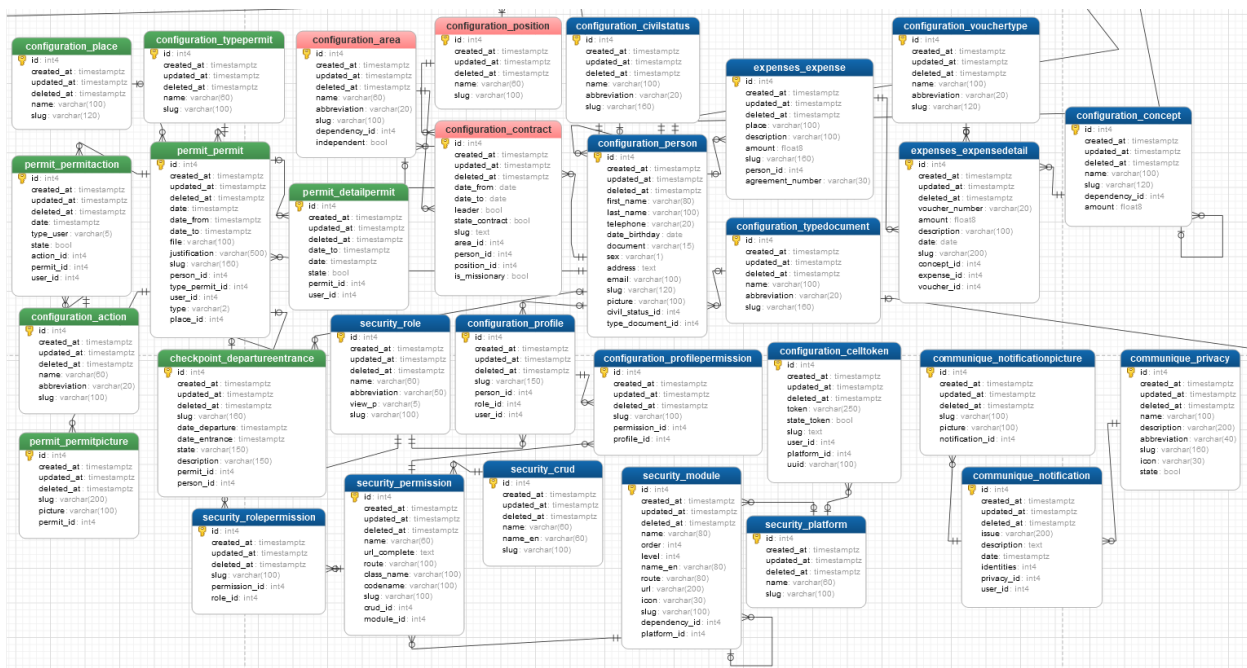 configuration_place
id: int4
created_at: timestamptz
updated_at: timestamptz
deleted_at: timestamptz
name: varchar(100)
slug: varchar(120)
configuration_typepermit
id: int4
created_at: timestamptz
updated_at: timestamptz
deleted_at: timestamptz
name: varchar(60)
slug: varchar(100)
configuration_area
id: int4
created_at: timestamptz
updated_at: timestamptz
deleted_at: timestamptz
name: varchar(60)
abbreviation: varchar(20)
slug: varchar(100)
dependency_id: int4
independent: bool
configuration_position
id: int4
created_at: timestamptz
updated_at: timestamptz
deleted_at: timestamptz
name: varchar(60)
slug: varchar(100)
configuration_civilstatus
id: int4
created_at: timestamptz
updated_at: timestamptz
deleted_at: timestamptz
name: varchar(100)
abbreviation: varchar(20)
slug: varchar(160)
expenses_expense
id: int4
created_at: timestamptz
updated_at: timestamptz
deleted_at: timestamptz
place: varchar(100)
description: varchar(100)
amount: float8
slug: varchar(160)
person_id: int4
agreement_number: varchar(30)
configuration_vouchertype
id: int4
created_at: timestamptz
updated_at: timestamptz
deleted_at: timestamptz
name: varchar(100)
abbreviation: varchar(20)
slug: varchar(120)
configuration_concept
id: int4
created_at: timestamptz
updated_at: timestamptz
deleted_at: timestamptz
name: varchar(100)
slug: varchar(120)
dependency_id: int4
amount: float8
permit_permitaction
id: int4
created_at: timestamptz
updated_at: timestamptz
deleted_at: timestamptz
date: timestamptz
type_user: varchar(5)
state: bool
action_id: int4
permit_id: int4
user_id: int4
permit_permit
id: int4
created_at: timestamptz
updated_at: timestamptz
deleted_at: timestamptz
date: timestamptz
date_from: timestamptz
date_to: timestamptz
file: varchar(100)
justification: varchar(500)
slug: varchar(160)
person_id: int4
type_permit_id: int4
user_id: int4
type: varchar(2)
place_id: int4
permit_detailpermit
id: int4
created_at: timestamptz
updated_at: timestamptz
deleted_at: timestamptz
date_to: timestamptz
date: timestamptz
state: bool
permit_id: int4
user_id: int4
configuration_contract
id: int4
created_at: timestamptz
updated_at: timestamptz
deleted_at: timestamptz
date_from: date
date_to: date
leader: bool
state_contract: bool
slug: text
area_id: int4
person_id: int4
position_id: int4
is_missionary: bool
configuration_person
id: int4
created_at: timestamptz
updated_at: timestamptz
deleted_at: timestamptz
first_name: varchar(80)
last_name: varchar(100)
telephone: varchar(20)
date_birthday: date
document: varchar(15)
sex: varchar(1)
address: text
email: varchar(100)
slug: varchar(120)
picture: varchar(100)
civil_status_id: int4
type_document_id: int4
configuration_typedocument
id: int4
created_at: timestamptz
updated_at: timestamptz
deleted_at: timestamptz
name: varchar(100)
abbreviation: varchar(20)
slug: varchar(160)
expenses_expensedetail
id: int4
created_at: timestamptz
updated_at: timestamptz
deleted_at: timestamptz
voucher_number: varchar(20)
amount: float8
description: varchar(100)
date: date
slug: varchar(200)
concept_id: int4
expense_id: int4
voucher_id: int4
configuration_action
id: int4
created_at: timestamptz
updated_at: timestamptz
deleted_at: timestamptz
name: varchar(60)
abbreviation: varchar(20)
slug: varchar(100)
checkpoint_departureentrance
id: int4
created_at: timestamptz
updated_at: timestamptz
deleted_at: timestamptz
slug: varchar(160)
date_departure: timestamptz
date_entrance: timestamptz
state: varchar(150)
description: varchar(150)
permit_id: int4
person_id: int4
security_role
id: int4
created_at: timestamptz
updated_at: timestamptz
deleted_at: timestamptz
name: varchar(60)
abbreviation: varchar(50)
view_p: varchar(5)
slug: varchar(100)
configuration_profile
id: int4
created_at: timestamptz
updated_at: timestamptz
deleted_at: timestamptz
slug: varchar(150)
person_id: int4
role_id: int4
user_id: int4
configuration_profilepermission
id: int4
created_at: timestamptz
updated_at: timestamptz
deleted_at: timestamptz
slug: varchar(100)
permission_id: int4
profile_id: int4
configuration_celltoken
id: int4
created_at: timestamptz
updated_at: timestamptz
deleted_at: timestamptz
token: varchar(250)
state_token: bool
slug: text
user_id: int4
platform_id: int4
uuid: varchar(100)
communique_notificationpicture
id: int4
created_at: timestamptz
updated_at: timestamptz
deleted_at: timestamptz
slug: varchar(100)
picture: varchar(100)
notification_id: int4
communique_privacy
id: int4
created_at: timestamptz
updated_at: timestamptz
deleted_at: timestamptz
name: varchar(100)
description: varchar(200)
abbreviation: varchar(40)
slug: varchar(160)
icon: varchar(30)
state: bool
permit_permitpicture
id: int4
created_at: timestamptz
updated_at: timestamptz
deleted_at: timestamptz
slug: varchar(200)
picture: varchar(100)
permit_id: int4
security_rolepermission
id: int4
created_at: timestamptz
updated_at: timestamptz
deleted_at: timestamptz
slug: varchar(100)
permission_id: int4
role_id: int4
security_permission
id: int4
created_at: timestamptz
updated_at: timestamptz
deleted_at: timestamptz
name: varchar(60)
url_complete: text
route: varchar(100)
class_name: varchar(100)
codename: varchar(100)
slug: varchar(100)
crud_id: int4
module_id: int4
security_crud
id: int4
created_at: timestamptz
updated_at: timestamptz
deleted_at: timestamptz
name: varchar(60)
name_en: varchar(60)
slug: varchar(100)
security_module
id: int4
created_at: timestamptz
updated_at: timestamptz
deleted_at: timestamptz
name: varchar(80)
order: int4
level: int4
name_en: varchar(80)
route: varchar(80)
url: varchar(200)
icon: varchar(30)
slug: varchar(100)
dependency_id: int4
platform_id: int4
security_platform
id: int4
created_at: timestamptz
updated_at: timestamptz
deleted_at: timestamptz
name: varchar(60)
slug: varchar(100)
communique_notification
id: int4
created_at: timestamptz
updated_at: timestamptz
deleted_at: timestamptz
issue: varchar(200)
description: text
date: timestamptz
identities: int4
privacy_id: int4
user_id: int4